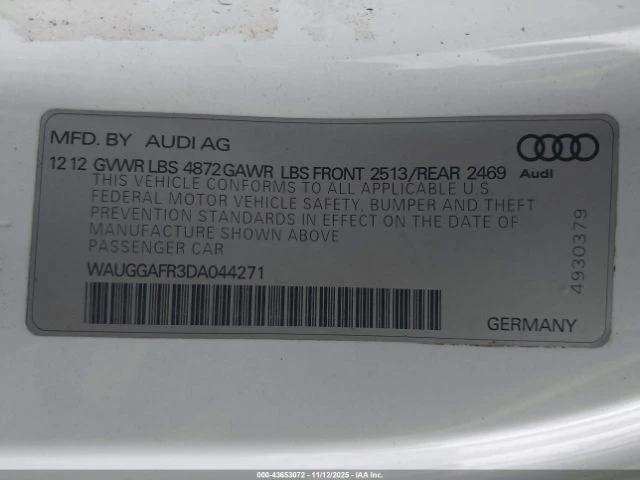 MFD. BY AUDI AG
12 12 GVWR LBS 4872 GAWR LBS FRONT 2513/REAR 2469
Audi
THIS VEHICLE CONFORMS TO ALL APPLICABLE U.S.
FEDERAL MOTOR VEHICLE SAFETY, BUMPER AND THEFT
PREVENTION STANDARDS IN EFFECT ON THE DATE OF
MANUFACTURE SHOWN ABOVE
PASSENGER CAR
WAUGGAFR3DA044271
4930379
GERMANY
000-43653072 - 11/12/2025 - IAAI.COM